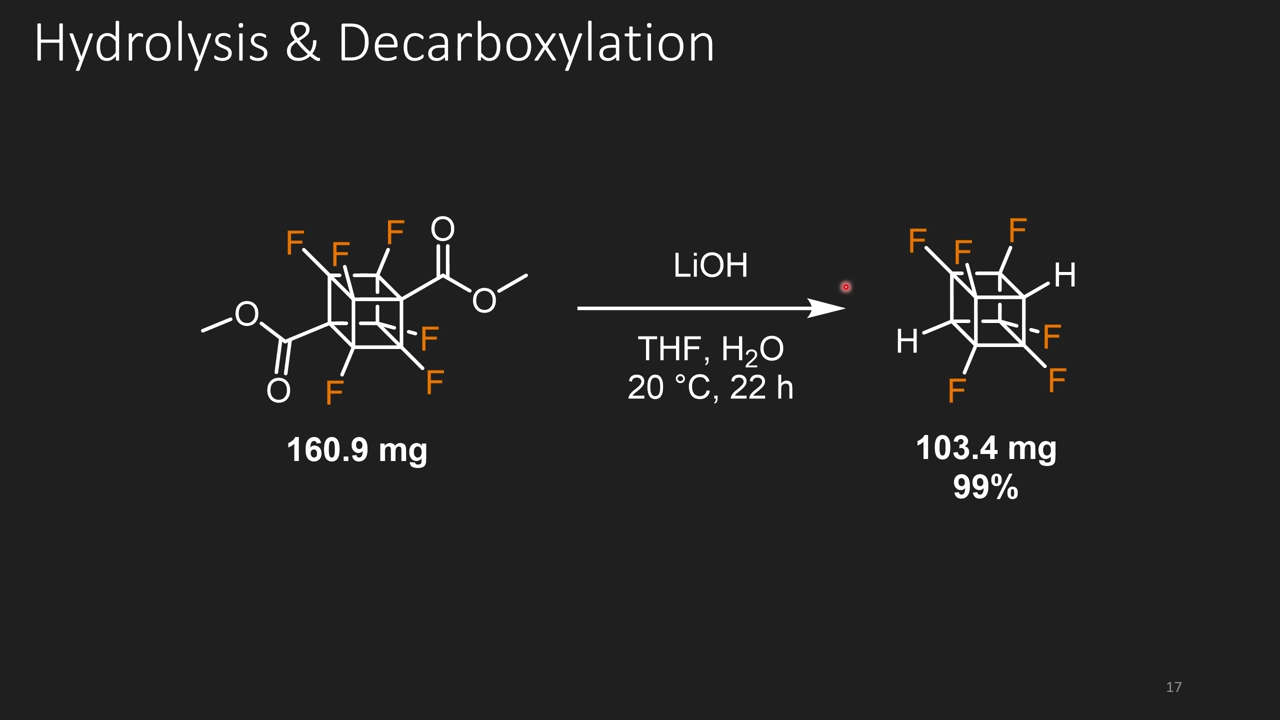 Hydrolysis & Decarboxylation
F
F
F
O
O
O
O
F
F
F
160.9 mg
LiOH
THF, H₂O
20 °C, 22 h
F
F
F
H
H
F
F
F
103.4 mg
99%
17